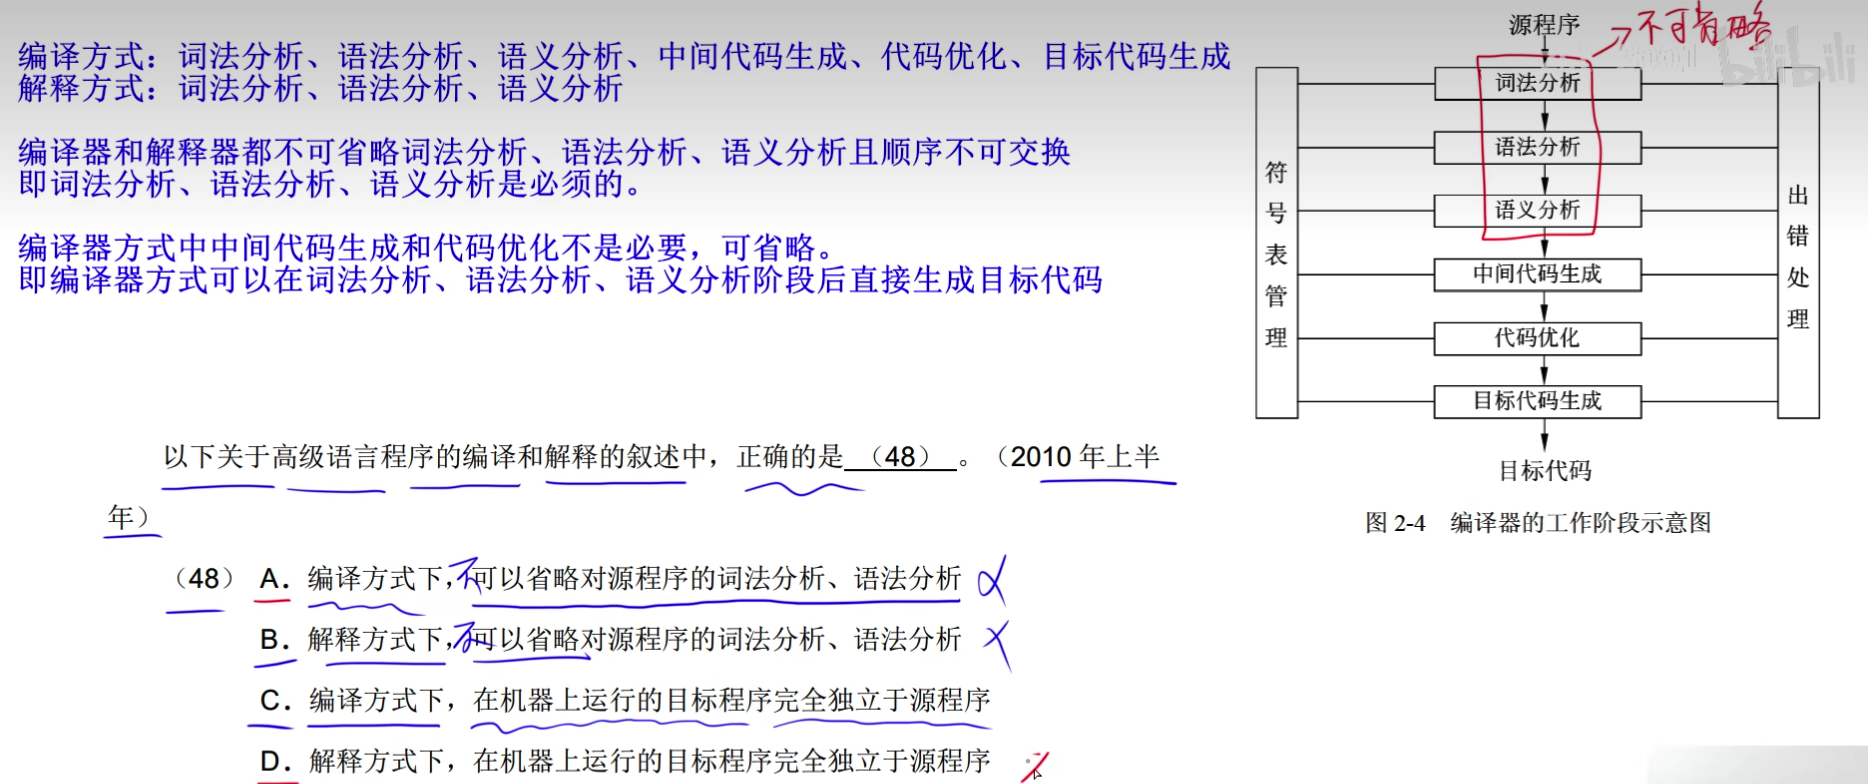 编译方式：词法分析、语法分析、语义分析、中间代码生成、代码优化、目标代码生成
解释方式：词法分析、语法分析、语义分析
编译器和解释器都不可省略词法分析、语法分析、语义分析且顺序不可交换
即词法分析、语法分析、语义分析是必须的。
编译器方式中中间代码生成和代码优化不是必要，可省略。
即编译器方式可以在词法分析、语法分析、语义分析阶段后直接生成目标代码
源程序
不可省略
bilibili
词法分析
语法分析
语义分析
中间代码生成
代码优化
目标代码生成
目标代码
符号表管理
出错处理
图 2-4 编译器的工作阶段示意图
以下关于高级语言程序的编译和解释的叙述中，正确的是 （48） 。（2010 年上半
年）
（48） A．编译方式下，不可以省略对源程序的词法分析、语法分析
B．解释方式下，不可以省略对源程序的词法分析、语法分析
C．编译方式下，在机器上运行的目标程序完全独立于源程序
D．解释方式下，在机器上运行的目标程序完全独立于源程序